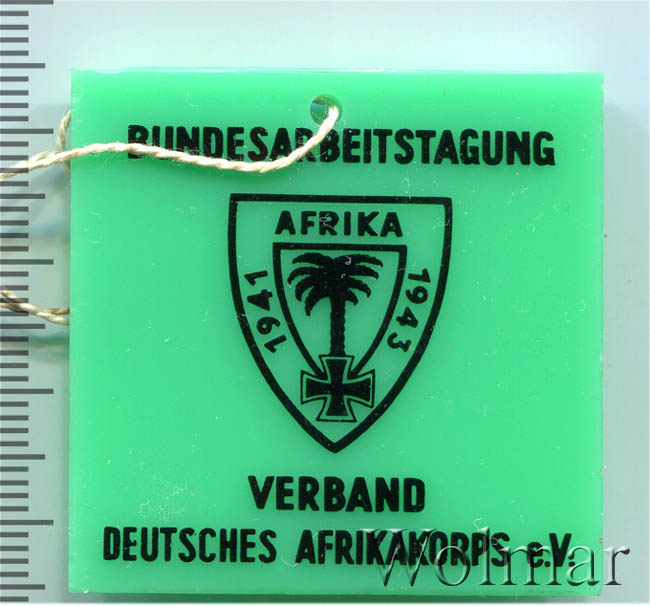 BUNDESARBEITSTAGUNG
AFRIKA
1941
1943
VERBAND
DEUTSCHES AFRIKAKORPS e.V.
Wolmar